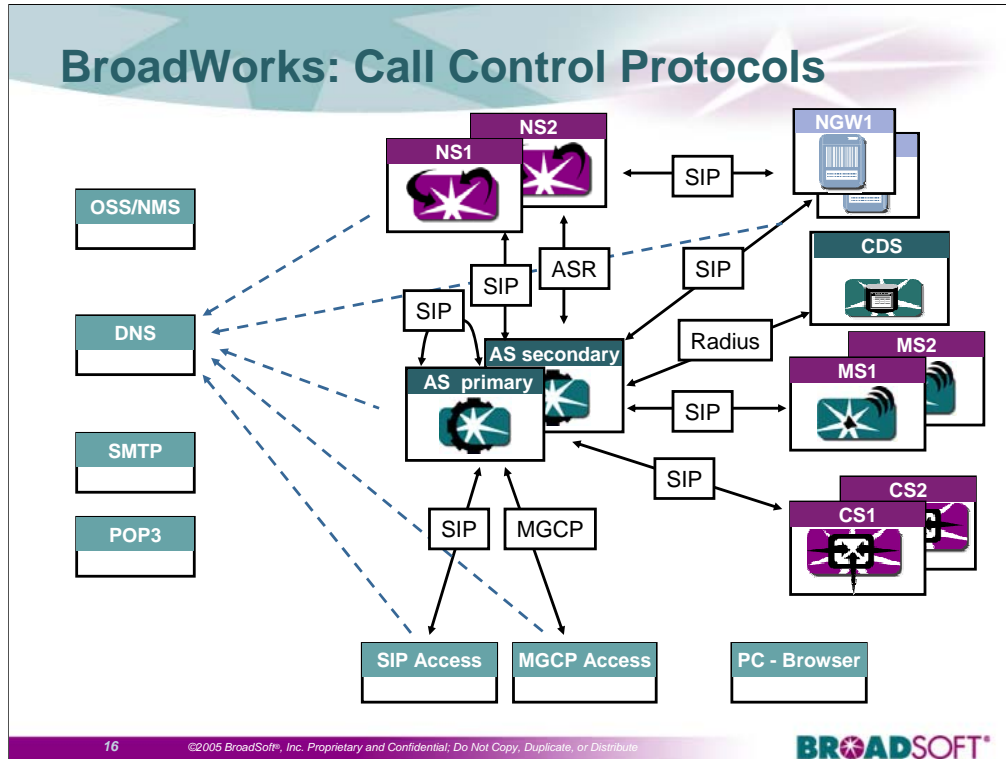 BroadWorks: Call Control Protocols
NS2
NS1
NGW1
SIP
OSS/NMS
CDS
SIP
ASR
SIP
SIP
DNS
Radius
AS secondary
MS2
AS primary
MS1
SIP
SMTP
SIP
CS2
CS1
POP3
SIP
MGCP
SIP Access
MGCP Access
PC - Browser
16
©2005 BroadSoft®, Inc. Proprietary and Confidential; Do Not Copy, Duplicate, or Distribute
BROADSOFT®